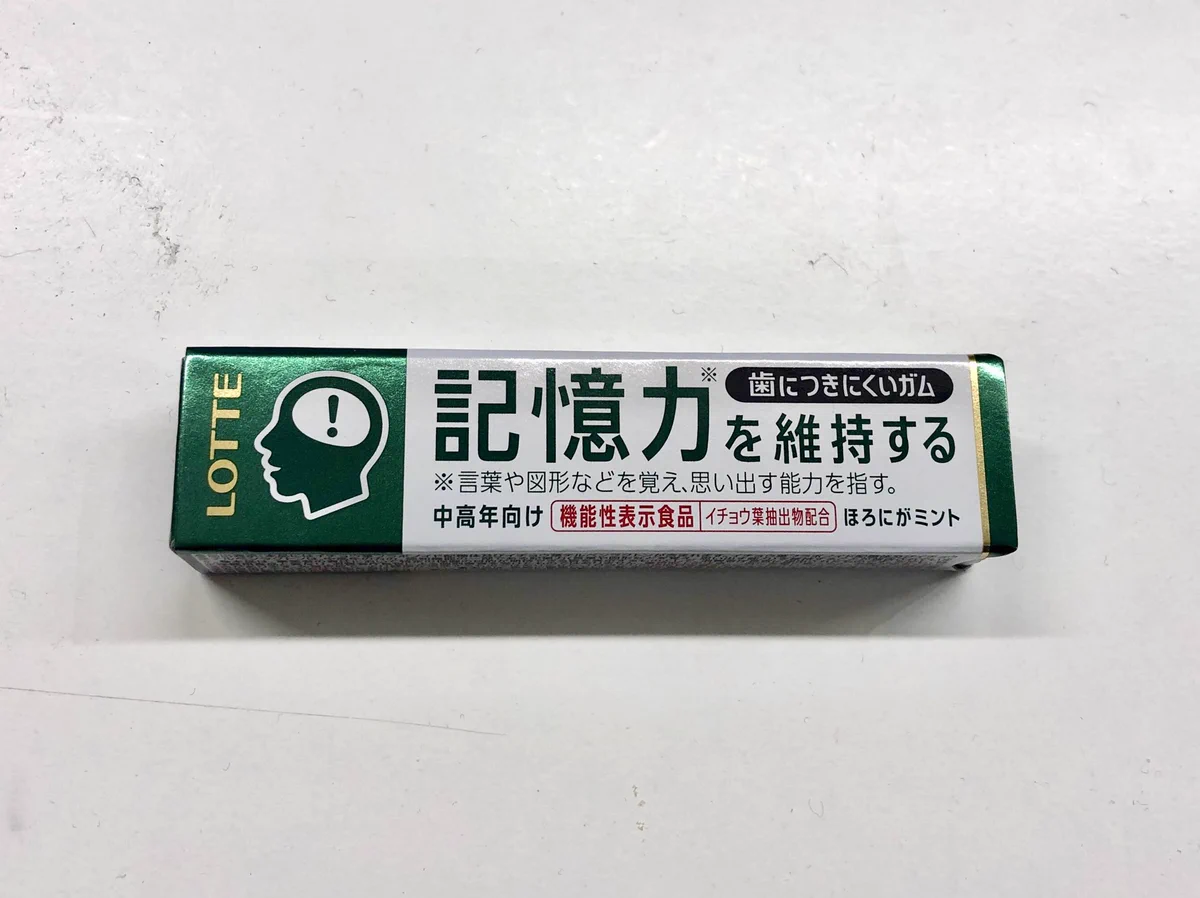 LOTTE
!
歯につきにくいガム
記憶力※を維持する
※言葉や図形などを覚え、思い出す能力を指す。
中高年向け 機能性表示食品 イチョウ葉抽出物配合 ほろにがミント